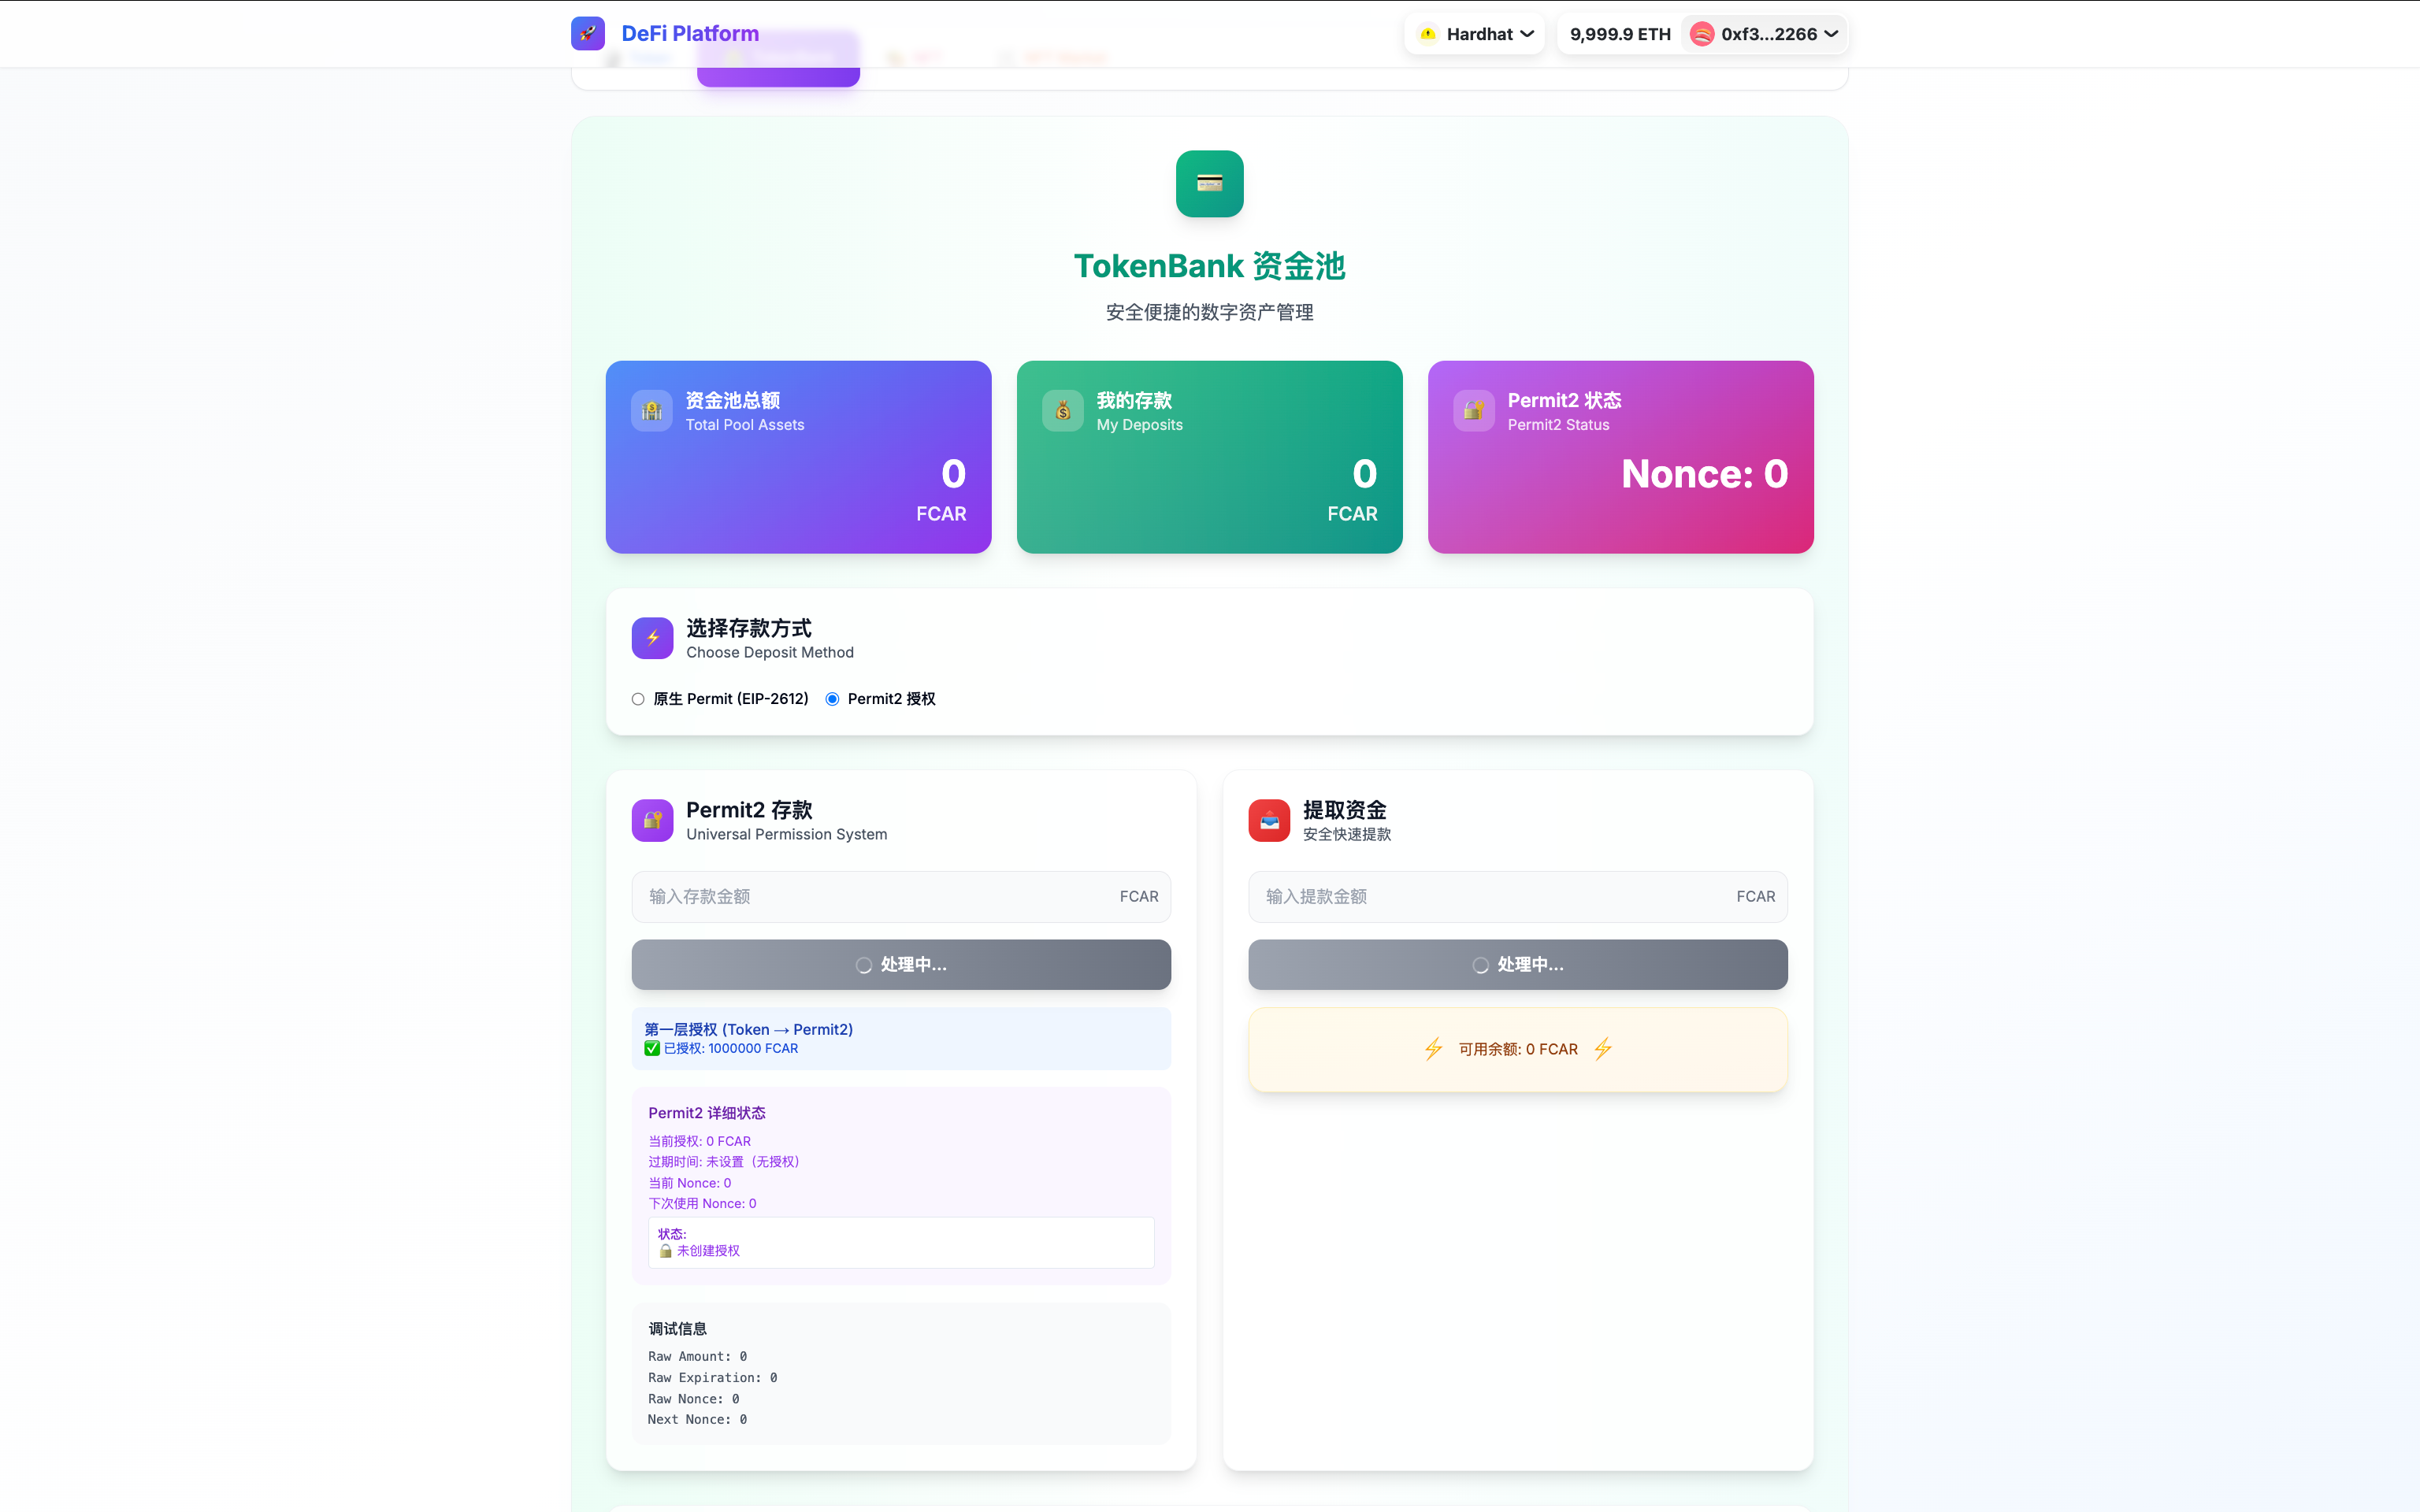 DeFi Platform
Hardhat
9,999.9 ETH
0xf3...2266
TokenBank 资金池
安全便捷的数字资产管理
资金池总额
Total Pool Assets
0
FCAR
我的存款
My Deposits
0
FCAR
Permit2 状态
Permit2 Status
Nonce: 0
选择存款方式
Choose Deposit Method
原生 Permit (EIP-2612)
Permit2 授权
Permit2 存款
Universal Permission System
输入存款金额
FCAR
处理中...
第一层授权 (Token → Permit2)
✅ 已授权: 1000000 FCAR
Permit2 详细状态
当前授权: 0 FCAR
过期时间: 未设置（无授权）
当前 Nonce: 0
下次使用 Nonce: 0
状态:
🔒 未创建授权
调试信息
Raw Amount: 0
Raw Expiration: 0
Raw Nonce: 0
Next Nonce: 0
提取资金
安全快速提款
输入提款金额
FCAR
处理中...
⚡ 可用余额: 0 FCAR ⚡